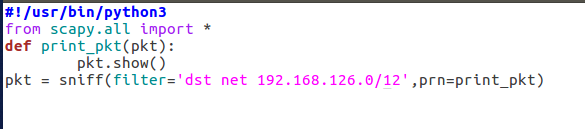 #!/usr/bin/python3
from scapy.all import *
def print_pkt(pkt):
        pkt.show()
pkt = sniff(filter='dst net 192.168.126.0/12',prn=print_pkt)